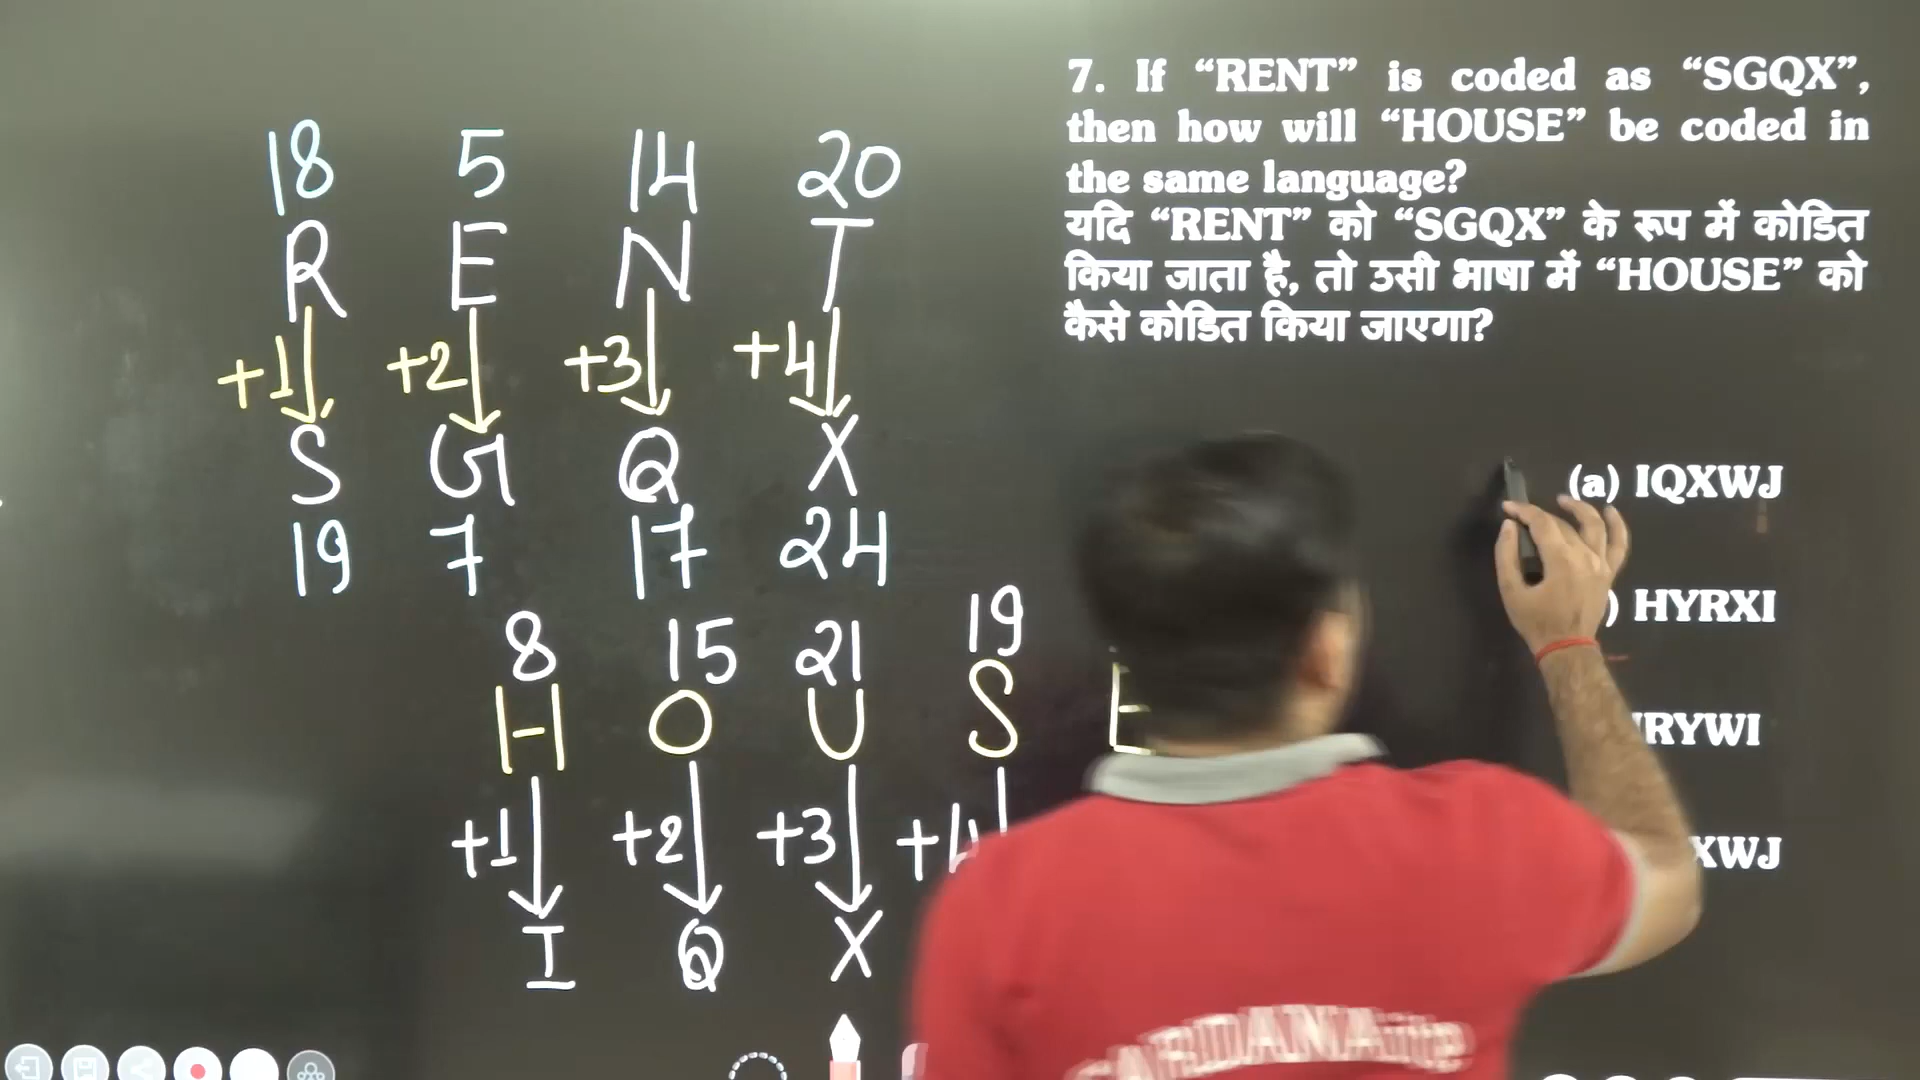 7. If “RENT” is coded as “SGQX”,
then how will “HOUSE” be coded in
the same language?
यदि “RENT” को “SGQX” के रूप में कोडित
किया जाता है, तो उसी भाषा में “HOUSE” को
कैसे कोडित किया जाएगा?
(a) IQXWJ
) HYRXI
RYWI
XWJ
18 5 14 20
R E N T
+1 +2 +3 +4
S G Q X
19 7 17 24
8 15 21 19
H O U S E
+1 +2 +3 +4
I Q X